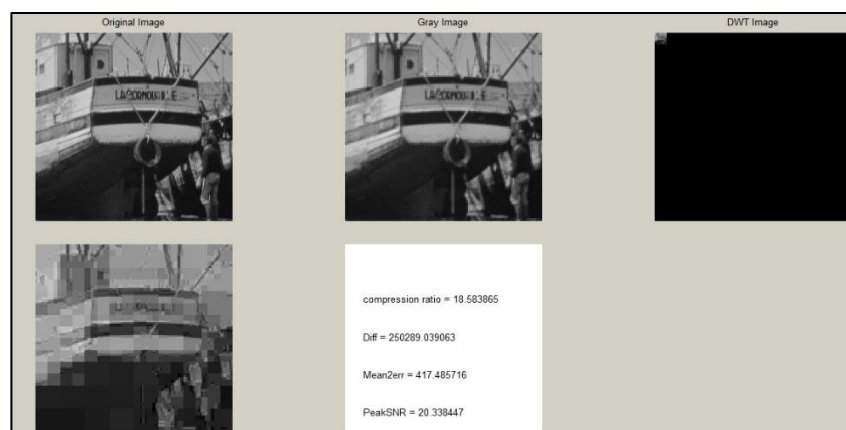 Original Image
Gray Image
DWT Image
compression ratio = 18.583865
Diff = 250289.039063
Mean2err = 417.485716
PeakSNR = 20.338447